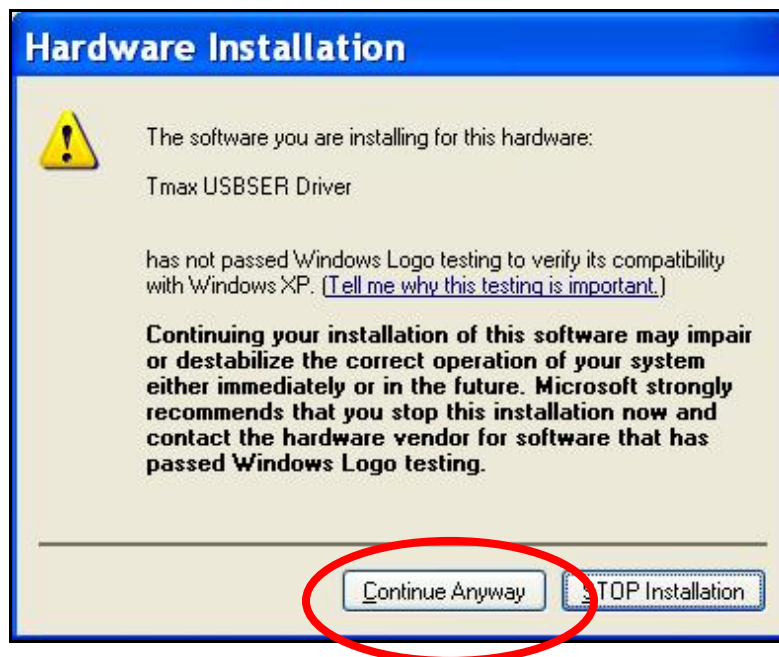 Hardware Installation
The software you are installing for this hardware:
Tmax USBSER Driver
has not passed Windows Logo testing to verify its compatibility
with Windows XP. (Tell me why this testing is important.)
Continuing your installation of this software may impair
or destabilize the correct operation of your system
either immediately or in the future. Microsoft strongly
recommends that you stop this installation now and
contact the hardware vendor for software that has
passed Windows Logo testing.
Continue Anyway
STOP Installation